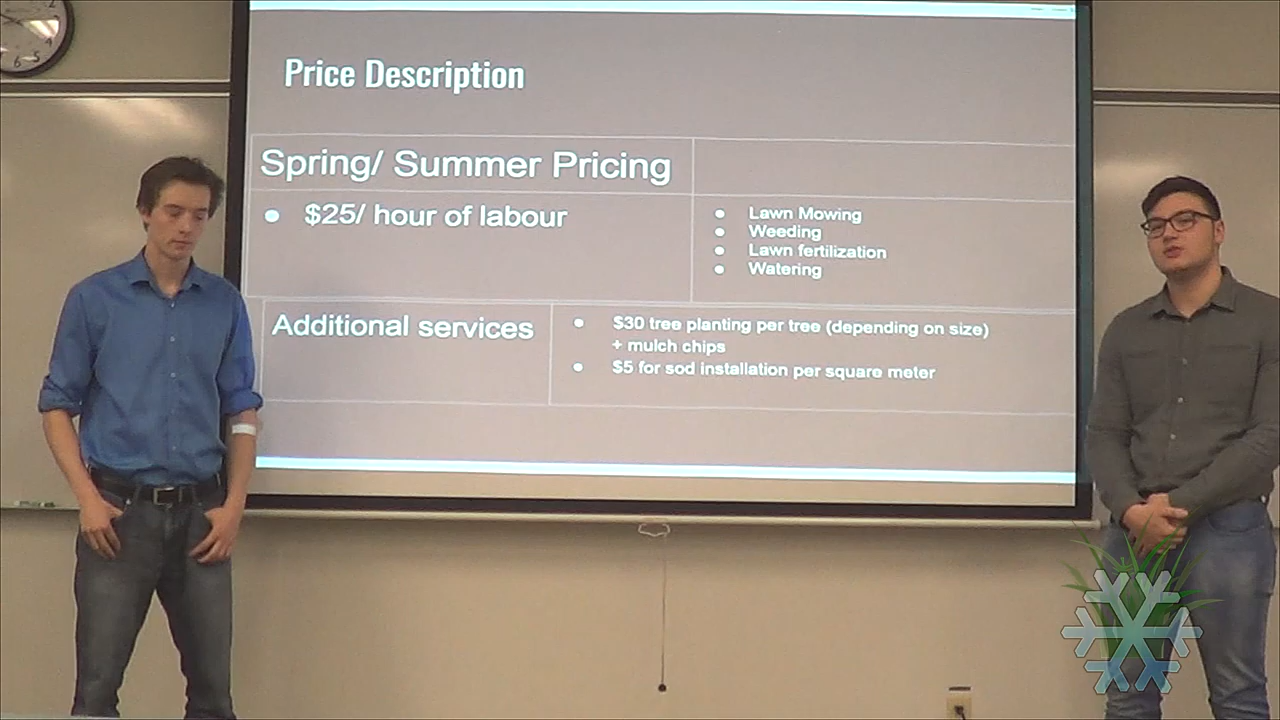 Price Description
Spring/ Summer Pricing
● $25/ hour of labour
● Lawn Mowing
● Weeding
● Lawn fertilization
● Watering
Additional services
● $30 tree planting per tree (depending on size)
+ mulch chips
● $5 for sod installation per square meter